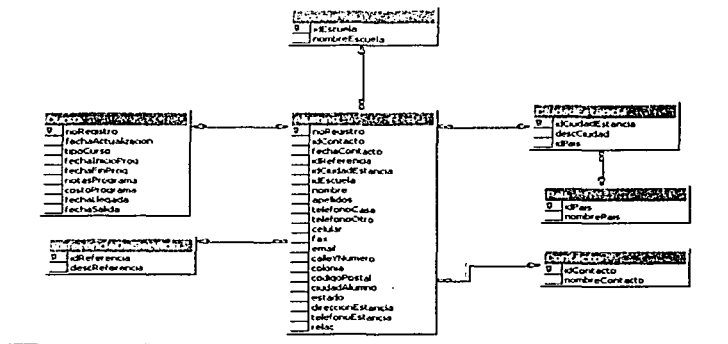 idEscuela
nombreEscuela
noRegistro
fechaActualizacion
tipoCurso
fechaInicioProg
fechaFinProg
notasPrograma
costoPrograma
fechaLlegada
fechaSalida
idReferencia
descReferencia
noRegistro
idContacto
fechaContacto
idReferencia
idCiudadEstancia
idEscuela
nombre
apellidos
telefonoCasa
telefonoOtro
celular
fax
email
calleYNumero
colonia
codigoPostal
ciudadAlumno
estado
direccionEstancia
telefonoEstancia
relac
idCiudadEstancia
descCiudad
idPais
idPais
nombrePais
idContacto
nombreContacto